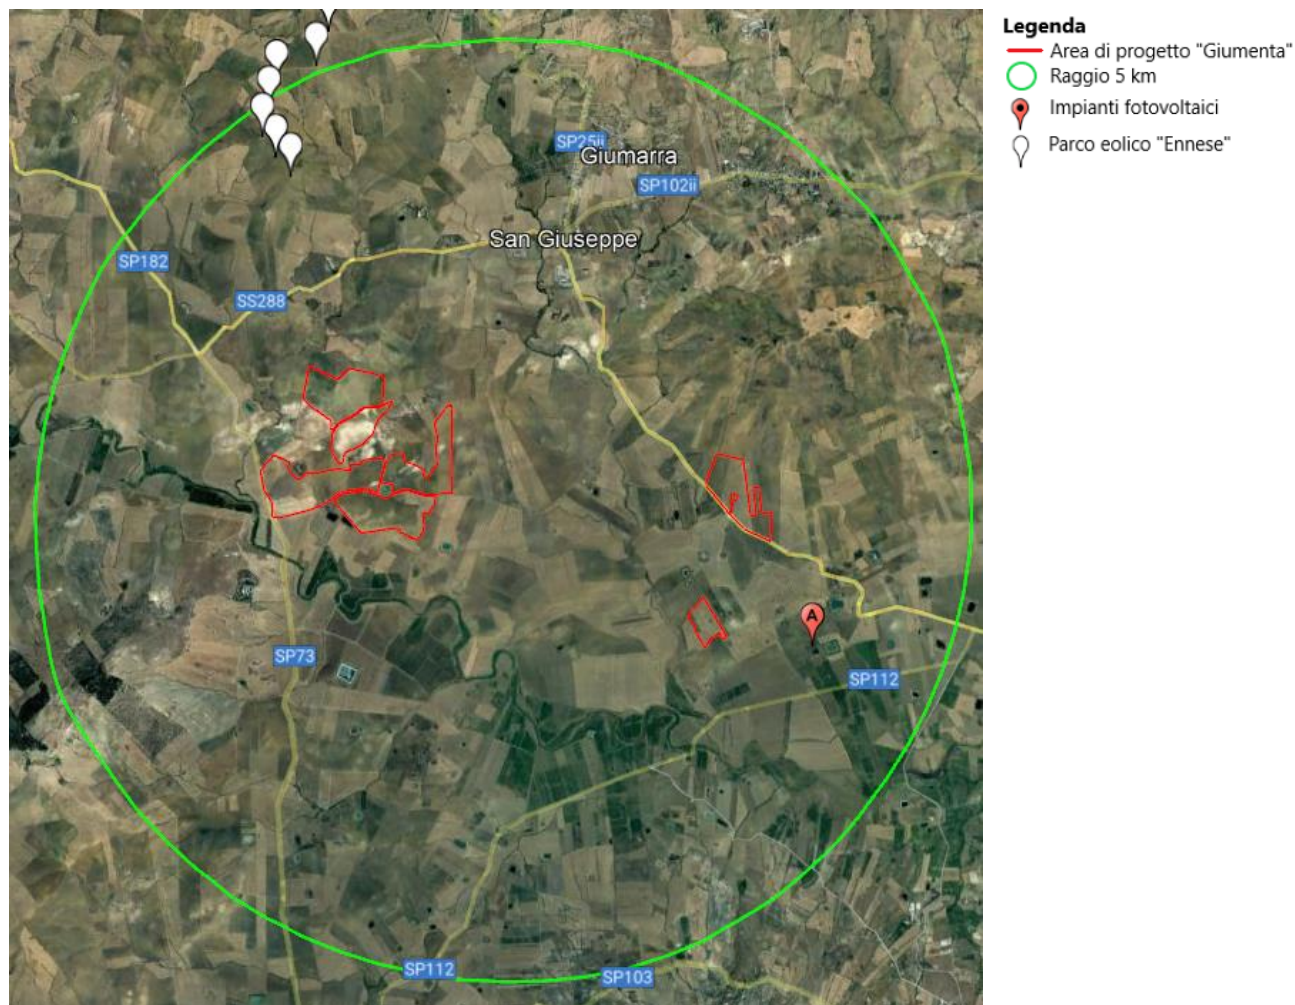 Legenda
Area di progetto "Giumenta"
Raggio 5 km
Impianti fotovoltaici
Parco eolico "Ennese"
SP25ii
Giumarra
SP102ii
San Giuseppe
SP182
SS288
A
SP73
SP112
SP112
SP103